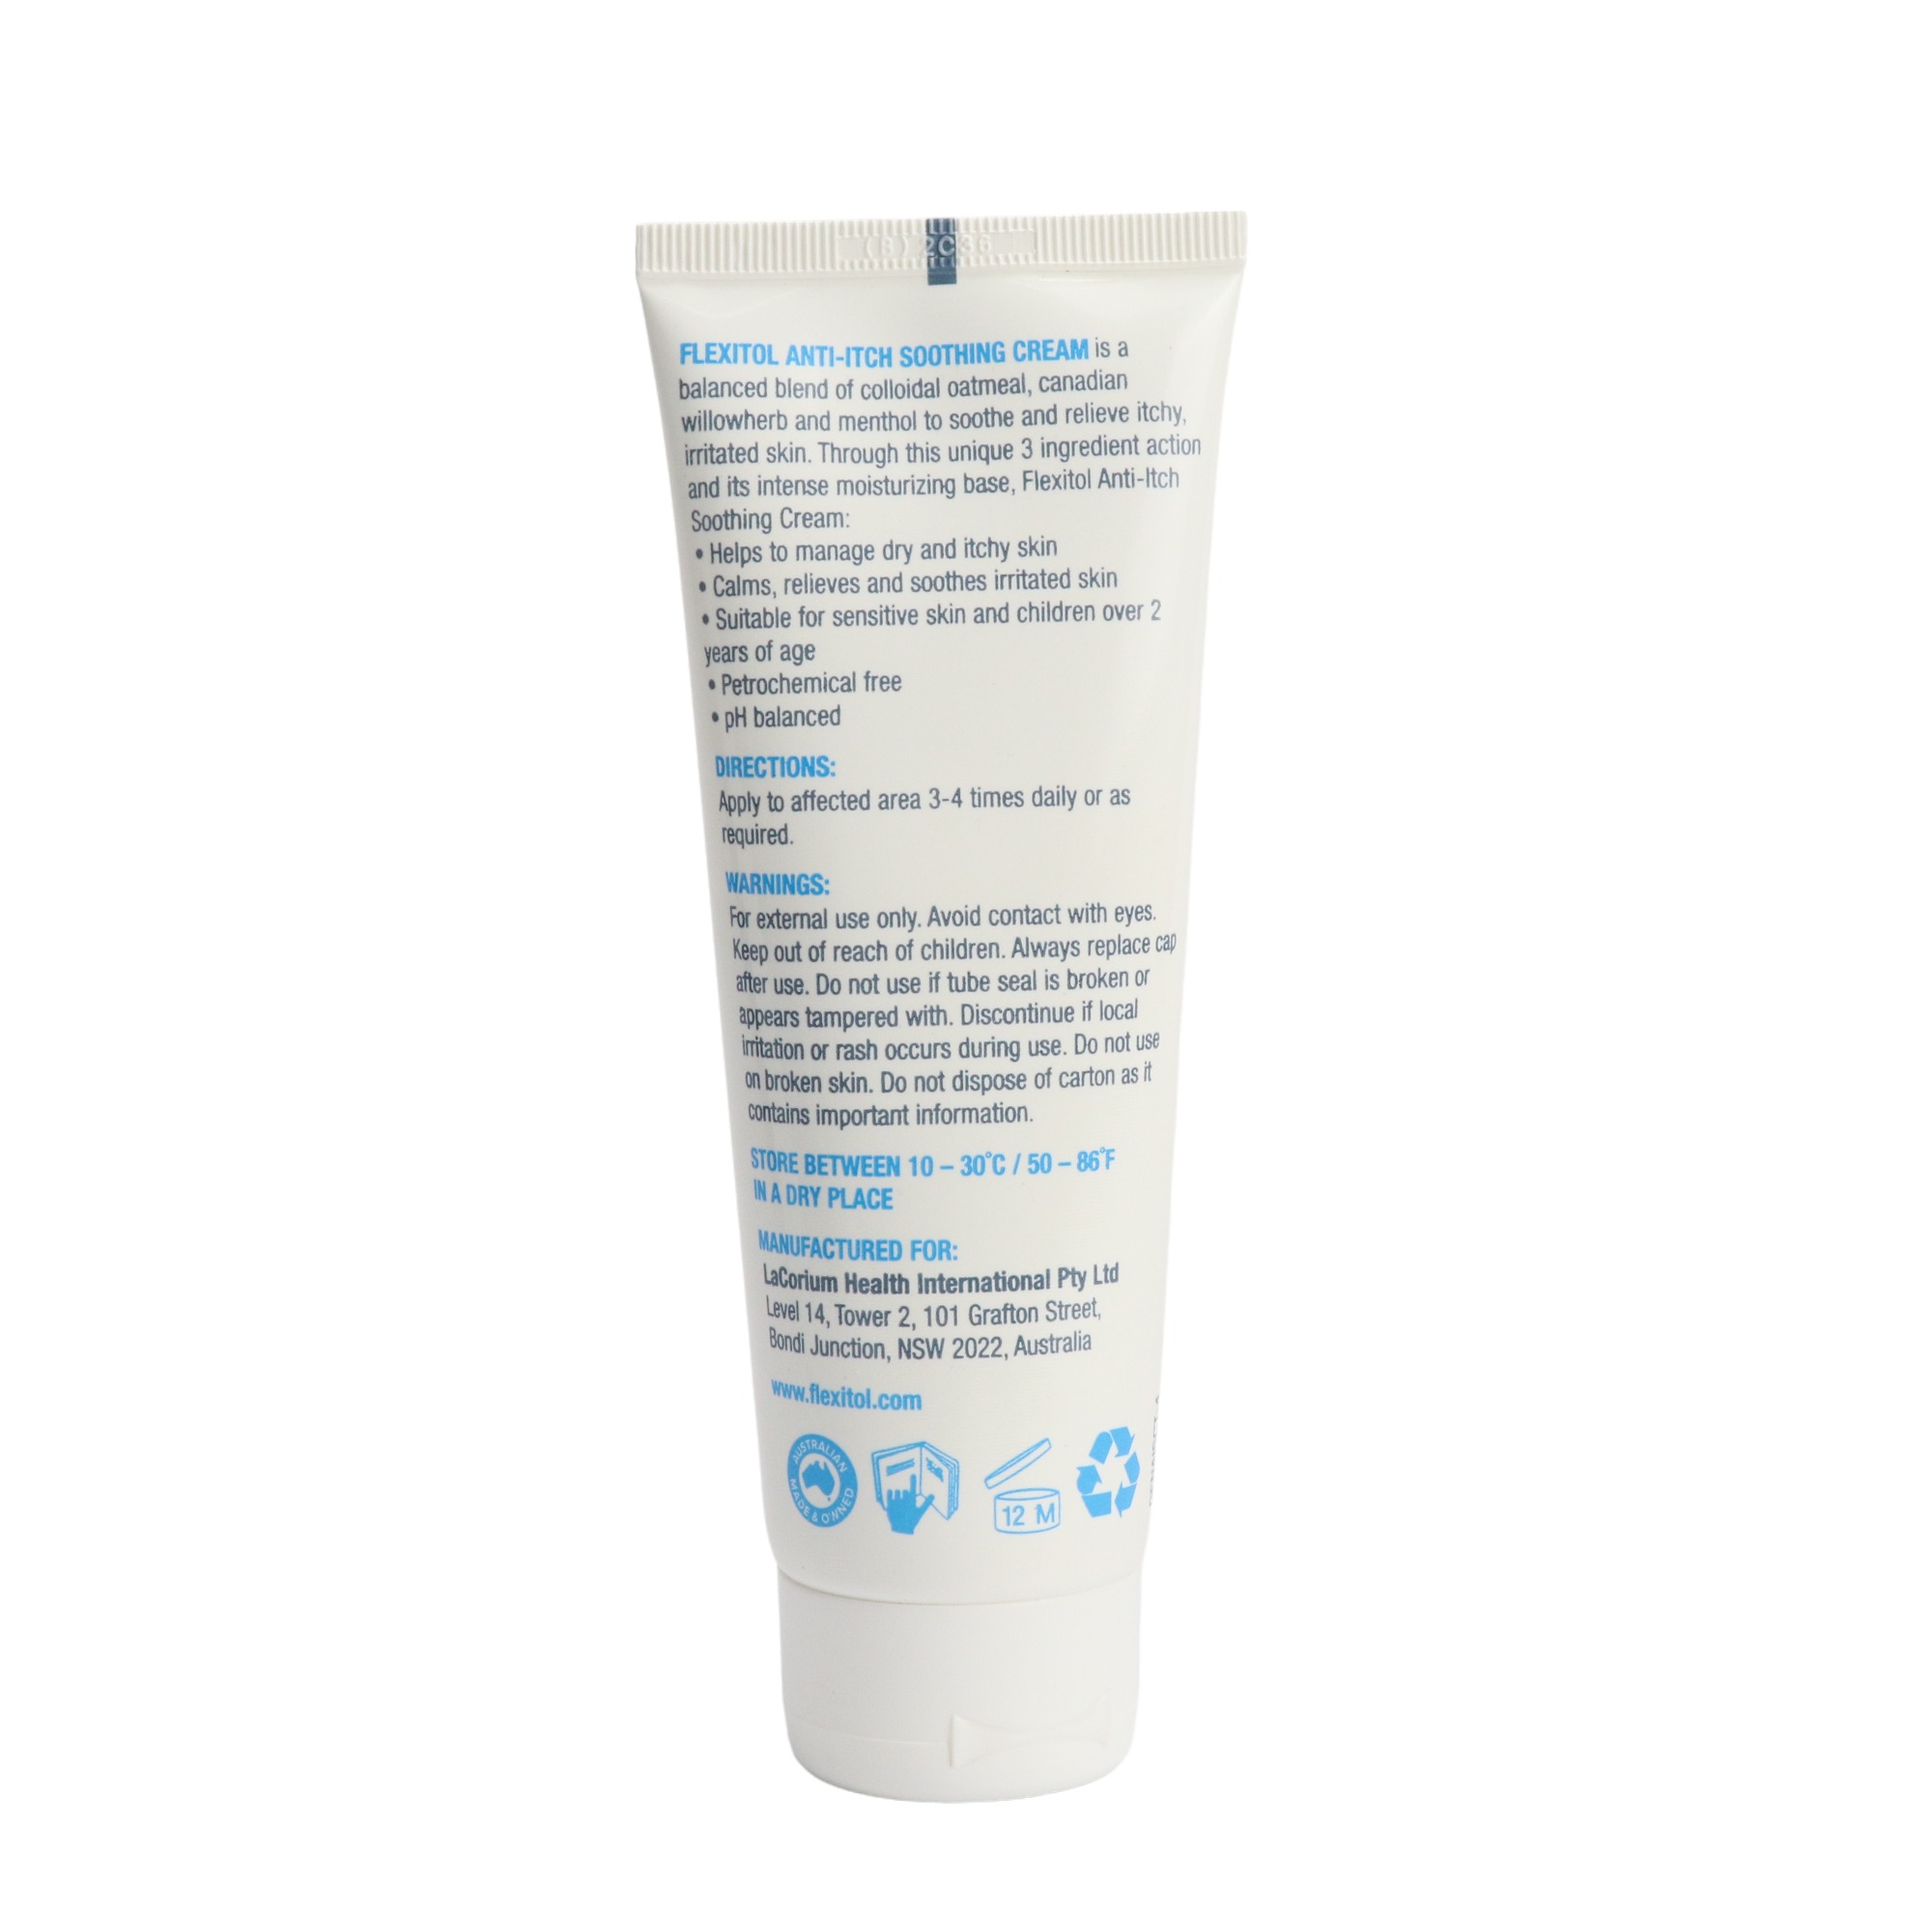 (B) 2C36
FLEXITOL ANTI-ITCH SOOTHING CREAM is a
balanced blend of colloidal oatmeal, canadian
willowherb and menthol to soothe and relieve itchy,
irritated skin. Through this unique 3 ingredient action
and its intense moisturizing base, Flexitol Anti-Itch
Soothing Cream:
• Helps to manage dry and itchy skin
• Calms, relieves and soothes irritated skin
• Suitable for sensitive skin and children over 2
years of age
• Petrochemical free
• pH balanced
DIRECTIONS:
Apply to affected area 3-4 times daily or as
required.
WARNINGS:
For external use only. Avoid contact with eyes.
Keep out of reach of children. Always replace cap
after use. Do not use if tube seal is broken or
appears tampered with. Discontinue if local
irritation or rash occurs during use. Do not use
on broken skin. Do not dispose of carton as it
contains important information.
STORE BETWEEN 10 – 30°C / 50 – 86°F
IN A DRY PLACE
MANUFACTURED FOR:
LaCorium Health International Pty Ltd
Level 14, Tower 2, 101 Grafton Street,
Bondi Junction, NSW 2022, Australia
www.flexitol.com
AUSTRALIAN
MADE & OWNED
12 M